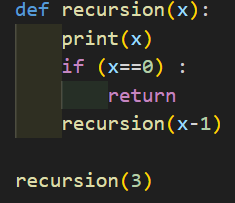 def recursion(x):
    print(x)
    if (x==0) :
        return
    recursion(x-1)

recursion(3)